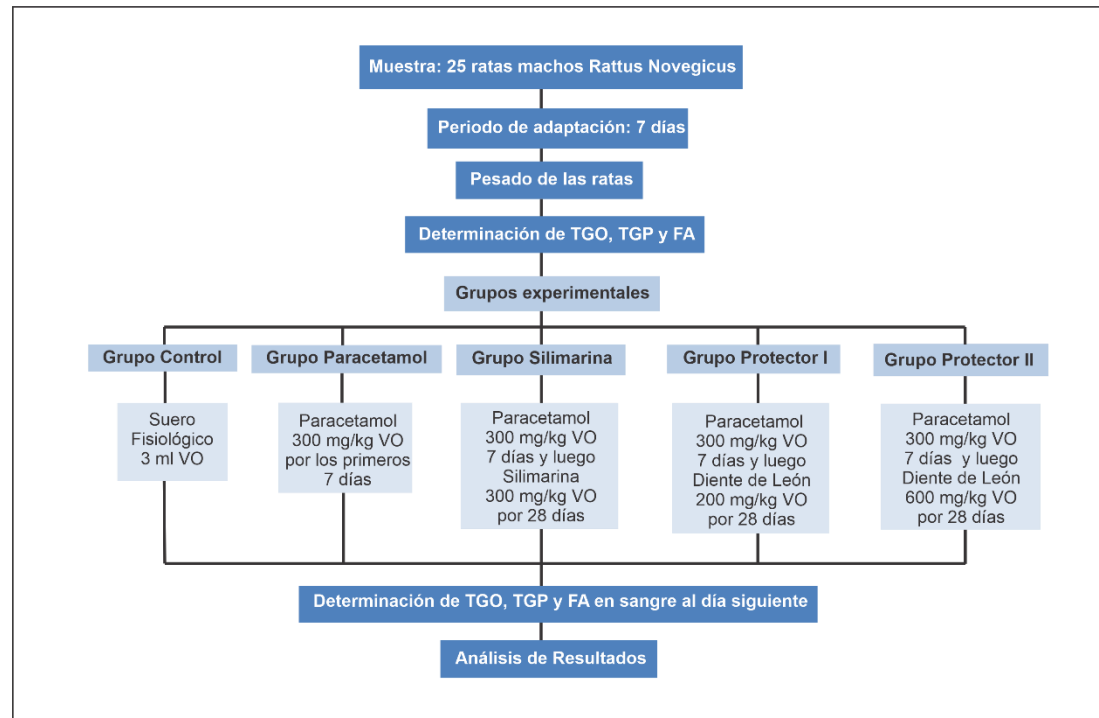 Muestra: 25 ratas machos Rattus Novegicus
Periodo de adaptación: 7 días
Pesado de las ratas
Determinación de TGO, TGP y FA
Grupos experimentales
Grupo Control
Suero
Fisiológico
3 ml VO
Grupo Paracetamol
Paracetamol
300 mg/kg VO
por los primeros
7 días
Grupo Silimarina
Paracetamol
300 mg/kg VO
7 días y luego
Silimarina
300 mg/kg VO
por 28 días
Grupo Protector I
Paracetamol
300 mg/kg VO
7 días y luego
Diente de León
200 mg/kg VO
por 28 días
Grupo Protector II
Paracetamol
300 mg/kg VO
7 días y luego
Diente de León
600 mg/kg VO
por 28 días
Determinación de TGO, TGP y FA en sangre al día siguiente
Análisis de Resultados